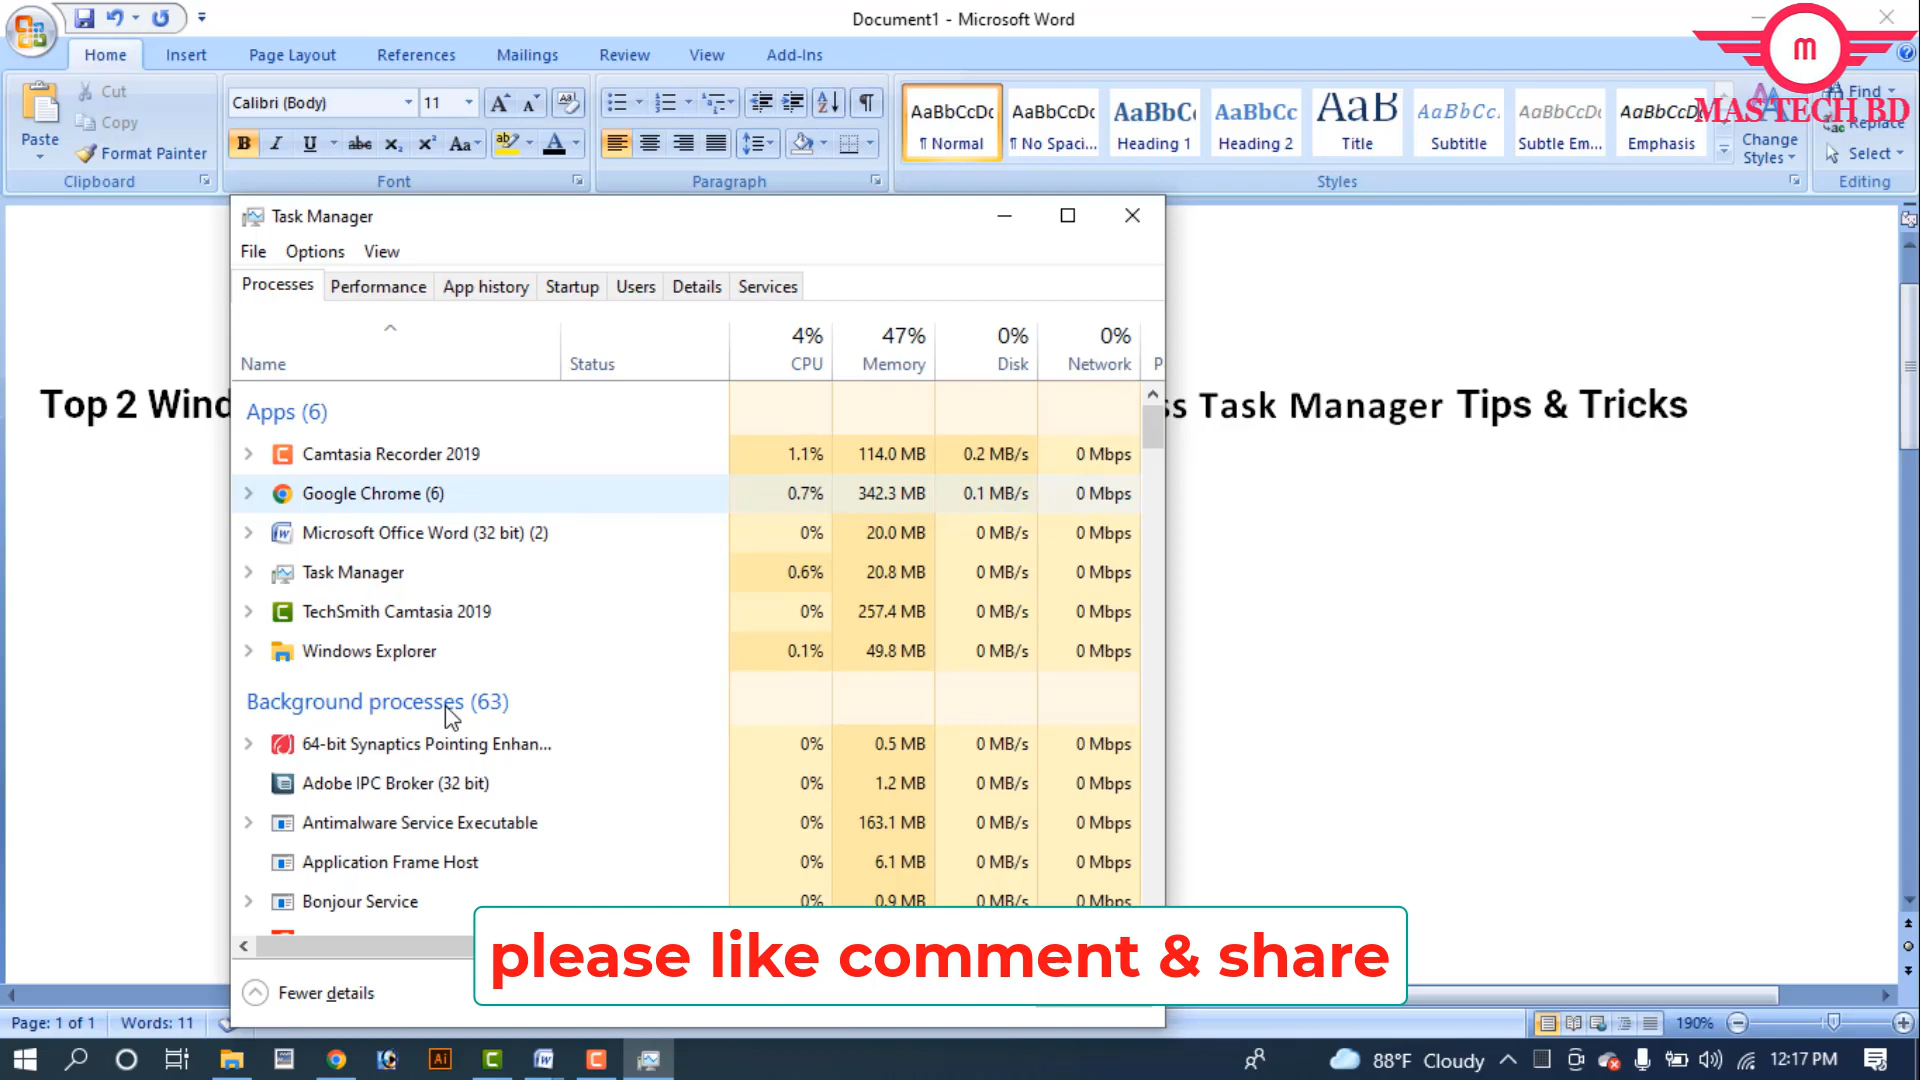 Document1 - Microsoft Word
Home Insert Page Layout References Mailings Review View Add-Ins
Cut
Copy
Paste
Format Painter
Clipboard
Calibri (Body) 11
Font
Paragraph
AaBbCcDc AaBbCcDc AaBbC AaBbCc AaB AaBbCc. AaBbCcDc AaBbCcDc
¶ Normal ¶ No Spaci... Heading 1 Heading 2 Title Subtitle Subtle Em... Emphasis
Change
Styles
Styles
Find
Replace
Select
Editing
M
MASTECH BD
Top 2 Wind
ss Task Manager Tips & Tricks
Task Manager
File Options View
Processes Performance App history Startup Users Details Services
4% 47% 0% 0%
Name Status CPU Memory Disk Network P
Apps (6)
Camtasia Recorder 2019 1.1% 114.0 MB 0.2 MB/s 0 Mbps
Google Chrome (6) 0.7% 342.3 MB 0.1 MB/s 0 Mbps
Microsoft Office Word (32 bit) (2) 0% 20.0 MB 0 MB/s 0 Mbps
Task Manager 0.6% 20.8 MB 0 MB/s 0 Mbps
TechSmith Camtasia 2019 0% 257.4 MB 0 MB/s 0 Mbps
Windows Explorer 0.1% 49.8 MB 0 MB/s 0 Mbps
Background processes (63)
64-bit Synaptics Pointing Enhan... 0% 0.5 MB 0 MB/s 0 Mbps
Adobe IPC Broker (32 bit) 0% 1.2 MB 0 MB/s 0 Mbps
Antimalware Service Executable 0% 163.1 MB 0 MB/s 0 Mbps
Application Frame Host 0% 6.1 MB 0 MB/s 0 Mbps
Bonjour Service 0% 0.9 MB 0 MB/s 0 Mbps
please like comment & share
Fewer details
Page: 1 of 1 Words: 11
190%
88°F Cloudy 12:17 PM